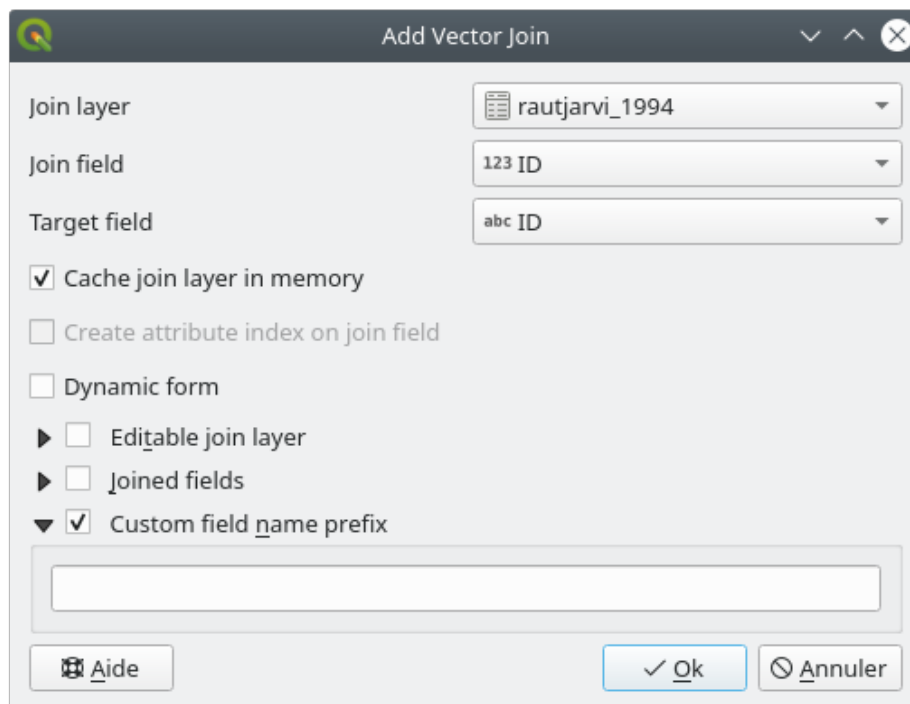 Add Vector Join
Join layer rautjarvi_1994
Join field 123 ID
Target field abc ID
Cache join layer in memory
Create attribute index on join field
Dynamic form
Editable join layer
Joined fields
Custom field name prefix
Aide Ok Annuler